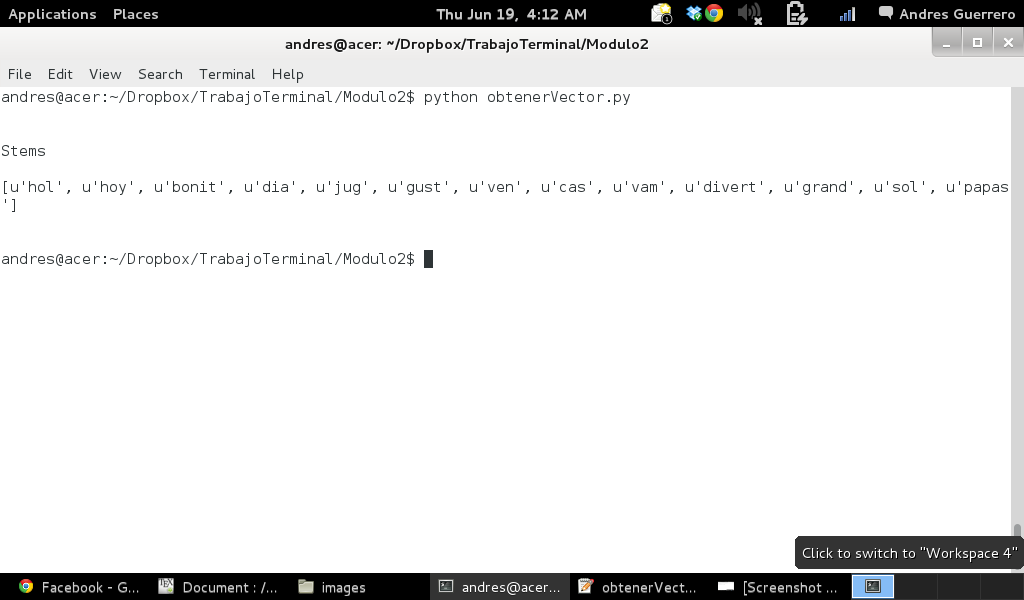 Applications Places Thu Jun 19, 4:12 AM Andres Guerrero
andres@acer: ~/Dropbox/TrabajoTerminal/Modulo2
File Edit View Search Terminal Help
andres@acer:~/Dropbox/TrabajoTerminal/Modulo2$ python obtenerVector.py
Stems
[u'hol', u'hoy', u'bonit', u'dia', u'jug', u'gust', u'ven', u'cas', u'vam', u'divert', u'grand', u'sol', u'papas
']
andres@acer:~/Dropbox/TrabajoTerminal/Modulo2$
Click to switch to "Workspace 4"
Facebook - G... Document : /... images andres@acer... obtenerVect... [Screenshot ...